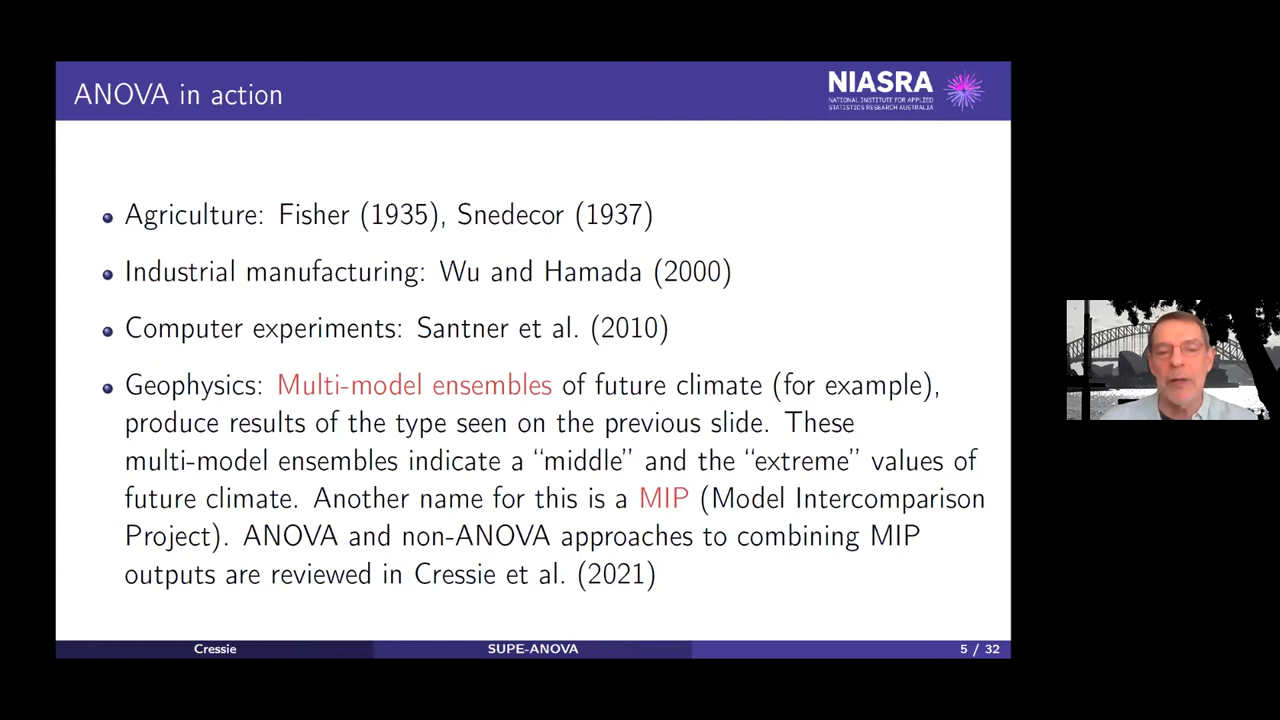 ANOVA in action
NIASRA
NATIONAL INSTITUTE FOR APPLIED
STATISTICS RESEARCH AUSTRALIA
Agriculture: Fisher (1935), Snedecor (1937)
Industrial manufacturing: Wu and Hamada (2000)
Computer experiments: Santner et al. (2010)
Geophysics: Multi-model ensembles of future climate (for example),
produce results of the type seen on the previous slide. These
multi-model ensembles indicate a “middle” and the “extreme” values of
future climate. Another name for this is a MIP (Model Intercomparison
Project). ANOVA and non-ANOVA approaches to combining MIP
outputs are reviewed in Cressie et al. (2021)
Cressie
SUPE-ANOVA
5 / 32